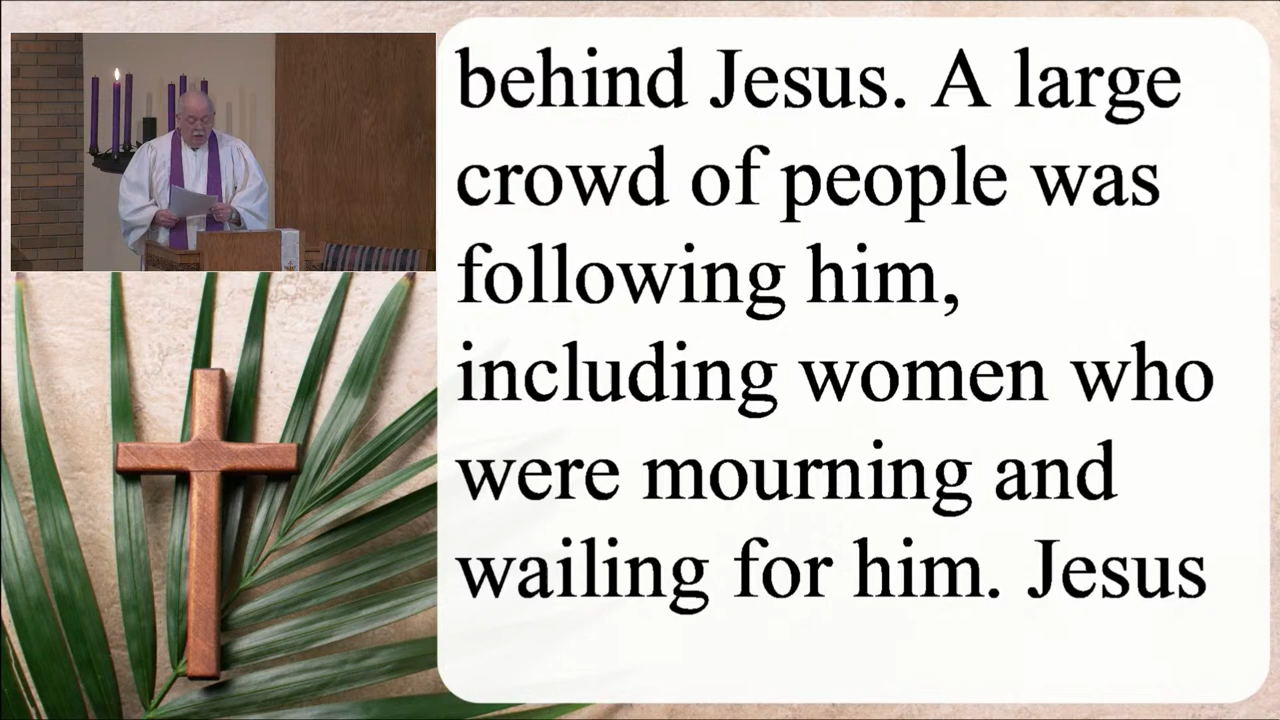 behind Jesus. A large
crowd of people was
following him,
including women who
were mourning and
wailing for him. Jesus